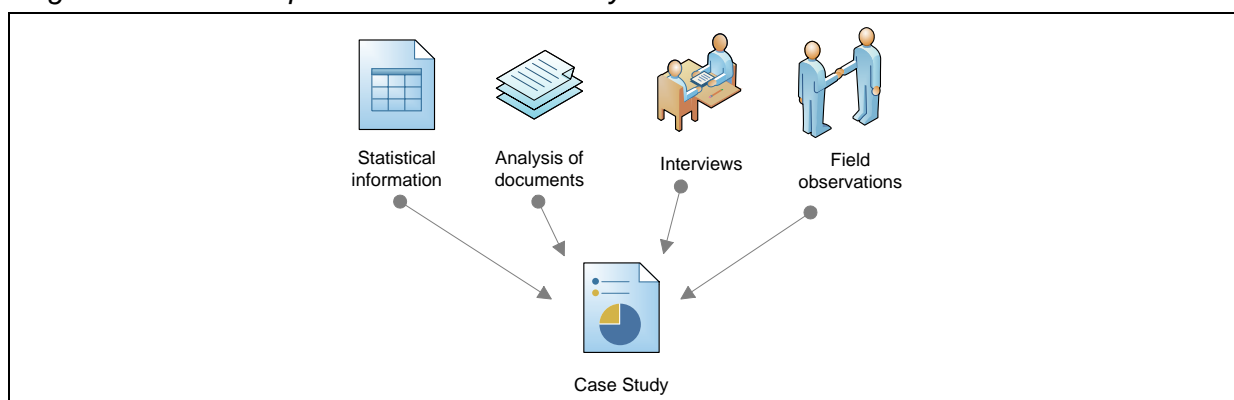 Statistical
information
Analysis of
documents
Interviews
Field
observations
Case Study